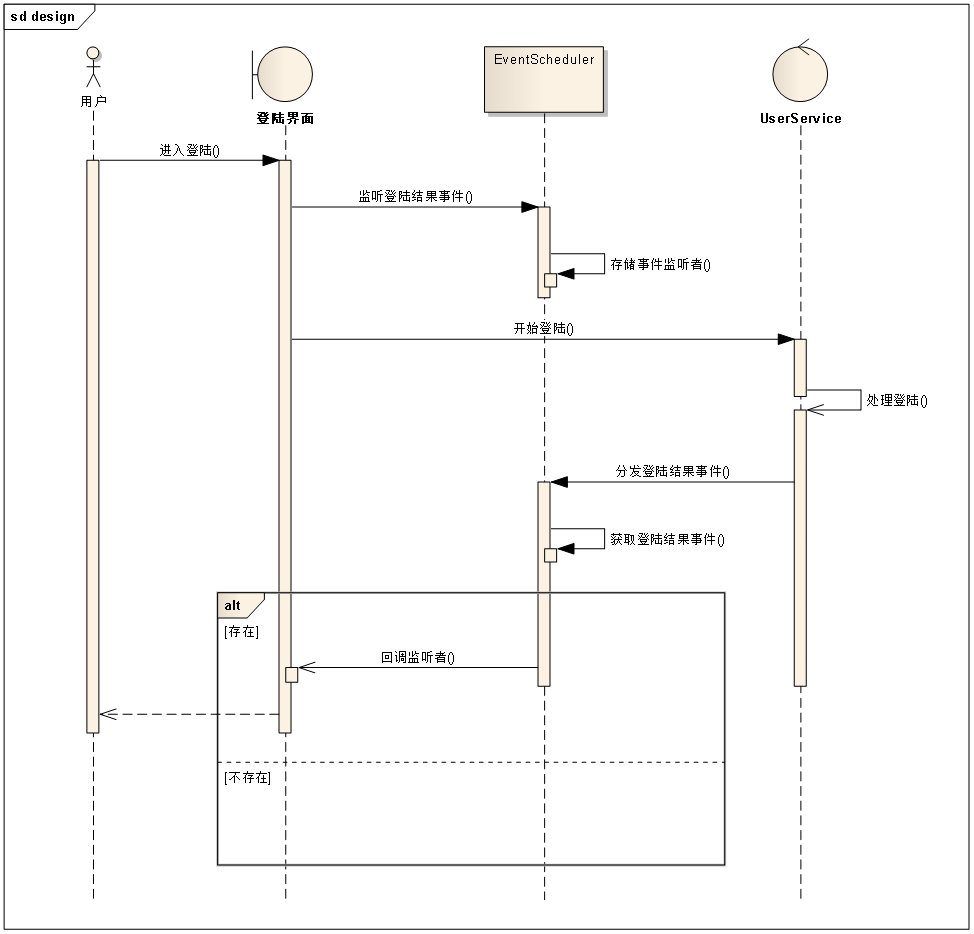 sd design
用户
登陆界面
EventScheduler
UserService
进入登陆()
监听登陆结果事件()
存储事件监听者()
开始登陆()
处理登陆()
分发登陆结果事件()
获取登陆结果事件()
alt
[存在]
回调监听者()
[不存在]